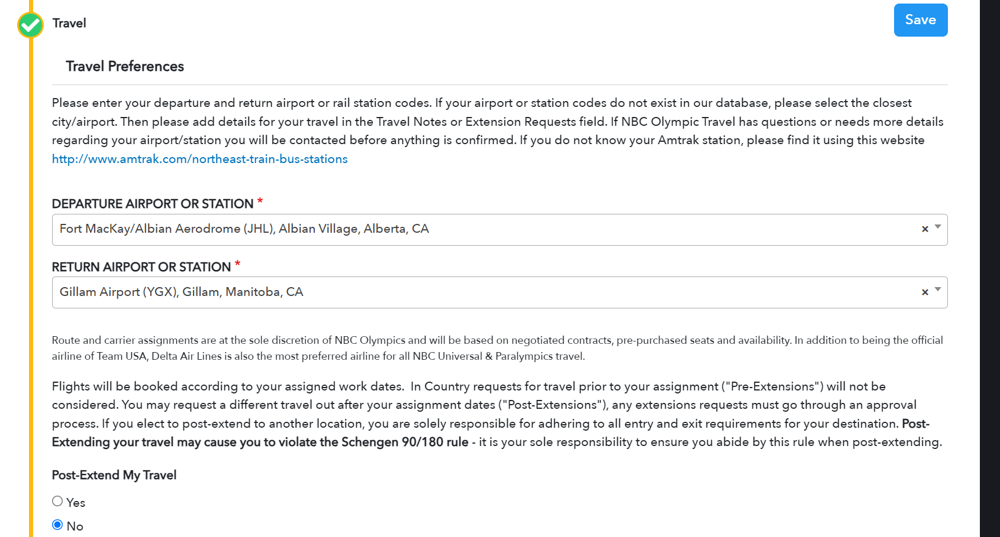 Travel
Save
Travel Preferences
Please enter your departure and return airport or rail station codes. If your airport or station codes do not exist in our database, please select the closest
city/airport. Then please add details for your travel in the Travel Notes or Extension Requests field. If NBC Olympic Travel has questions or needs more details
regarding your airport/station you will be contacted before anything is confirmed. If you do not know your Amtrak station, please find it using this website
http://www.amtrak.com/northeast-train-bus-stations
DEPARTURE AIRPORT OR STATION *
Fort MacKay/Albian Aerodrome (JHL), Albian Village, Alberta, CA
RETURN AIRPORT OR STATION *
Gillam Airport (YGX), Gillam, Manitoba, CA
Route and carrier assignments are at the sole discretion of NBC Olympics and will be based on negotiated contracts, pre-purchased seats and availability. In addition to being the official
airline of Team USA, Delta Air Lines is also the most preferred airline for all NBC Universal & Paralympics travel.
Flights will be booked according to your assigned work dates. In Country requests for travel prior to your assignment ("Pre-Extensions") will not be
considered. You may request a different travel out after your assignment dates ("Post-Extensions"), any extensions requests must go through an approval
process. If you elect to post-extend to another location, you are solely responsible for adhering to all entry and exit requirements for your destination. Post-
Extending your travel may cause you to violate the Schengen 90/180 rule - it is your sole responsibility to ensure you abide by this rule when post-extending.
Post-Extend My Travel
Yes
No